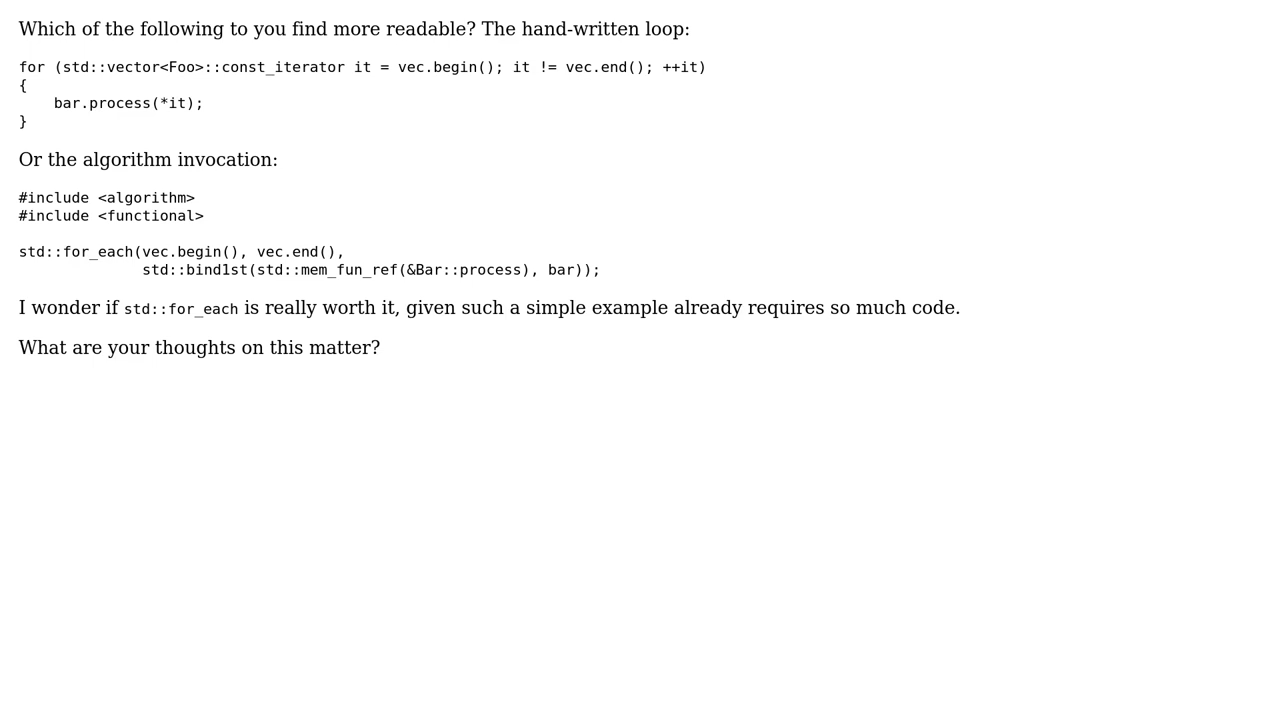 Which of the following to you find more readable? The hand-written loop:
for (std::vector<Foo>::const_iterator it = vec.begin(); it != vec.end(); ++it)
{
    bar.process(*it);
}
Or the algorithm invocation:
#include <algorithm>
#include <functional>

std::for_each(vec.begin(), vec.end(),
              std::bind1st(std::mem_fun_ref(&Bar::process), bar));
I wonder if std::for_each is really worth it, given such a simple example already requires so much code.
What are your thoughts on this matter?